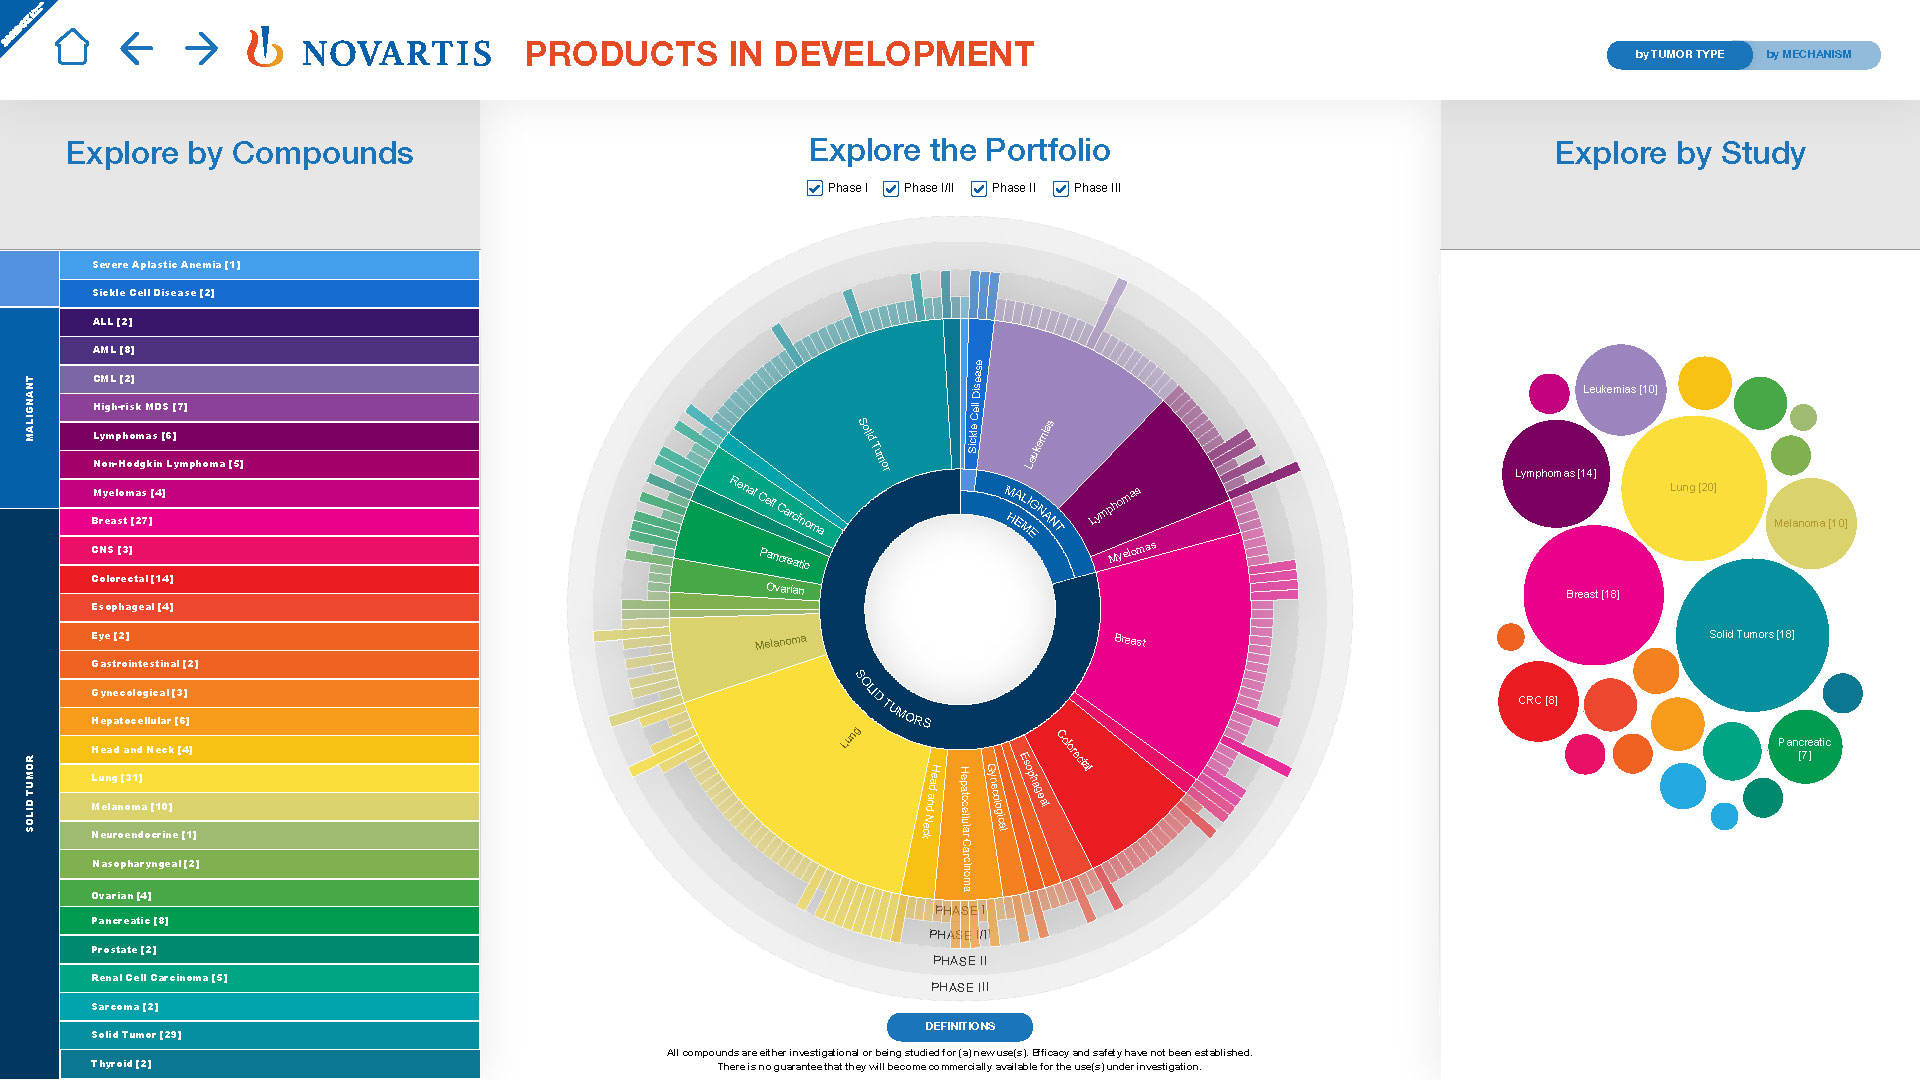 NOVARTIS
PRODUCTS IN DEVELOPMENT
by TUMOR TYPE
by MECHANISM
Explore by Compounds
Severe Aplastic Anemia [1]
Sickle Cell Disease [2]
MALIGNANT
ALL [2]
AML [8]
CML [2]
High-risk MDS [7]
Lymphomas [6]
Non-Hodgkin Lymphoma [5]
Myelomas [4]
SOLID TUMOR
Breast [27]
CNS [3]
Colorectal [14]
Esophageal [4]
Eye [2]
Gastrointestinal [2]
Gynecological [3]
Hepatocellular [6]
Head and Neck [4]
Lung [31]
Melanoma [10]
Neuroendocrine [1]
Nasopharyngeal [2]
Ovarian [4]
Pancreatic [8]
Prostate [2]
Renal Cell Carcinoma [5]
Sarcoma [2]
Solid Tumor [29]
Thyroid [2]
Explore the Portfolio
Phase I
Phase I/II
Phase II
Phase III
Sickle Cell Disease
Leukemias
Lymphomas
Myelomas
Breast
Colorectal
Esophageal
Gynecological
Hepatocellular Carcinoma
Head and Neck
Lung
Melanoma
Ovarian
Pancreatic
Renal Cell Carchoma
Solid Tumor
MALIGNANT
HEME
SOLID TUMORS
PHASE I
PHASE I/II
PHASE II
PHASE III
DEFINITIONS
All compounds are either investigational or being studied for (a) new use(s). Efficacy and safety have not been established.
There is no guarantee that they will become commercially available for the use(s) under investigation.
Explore by Study
Leukemias [10]
Lymphomas [14]
Lung [20]
Melanoma [10]
Breast [18]
Solid Tumors [18]
CRC [8]
Pancreatic
[7]